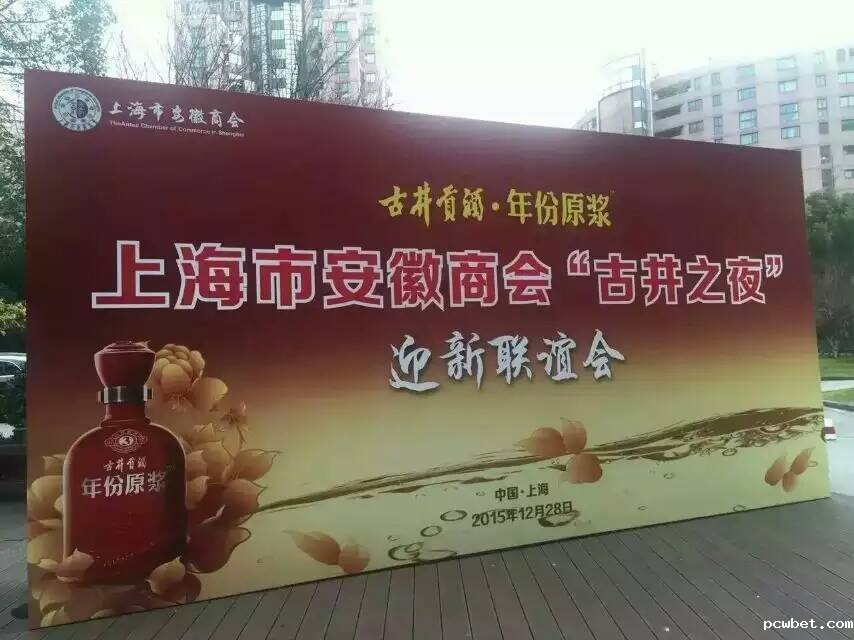 上海市安徽商会
TheAnhui Chamber of Commerce in Shanghai
古井贡酒·年份原浆
上海市安徽商会“古井之夜”
迎新联谊会
古井贡酒
年份原浆
中国·上海
2015年12月28日
pcwbet.com